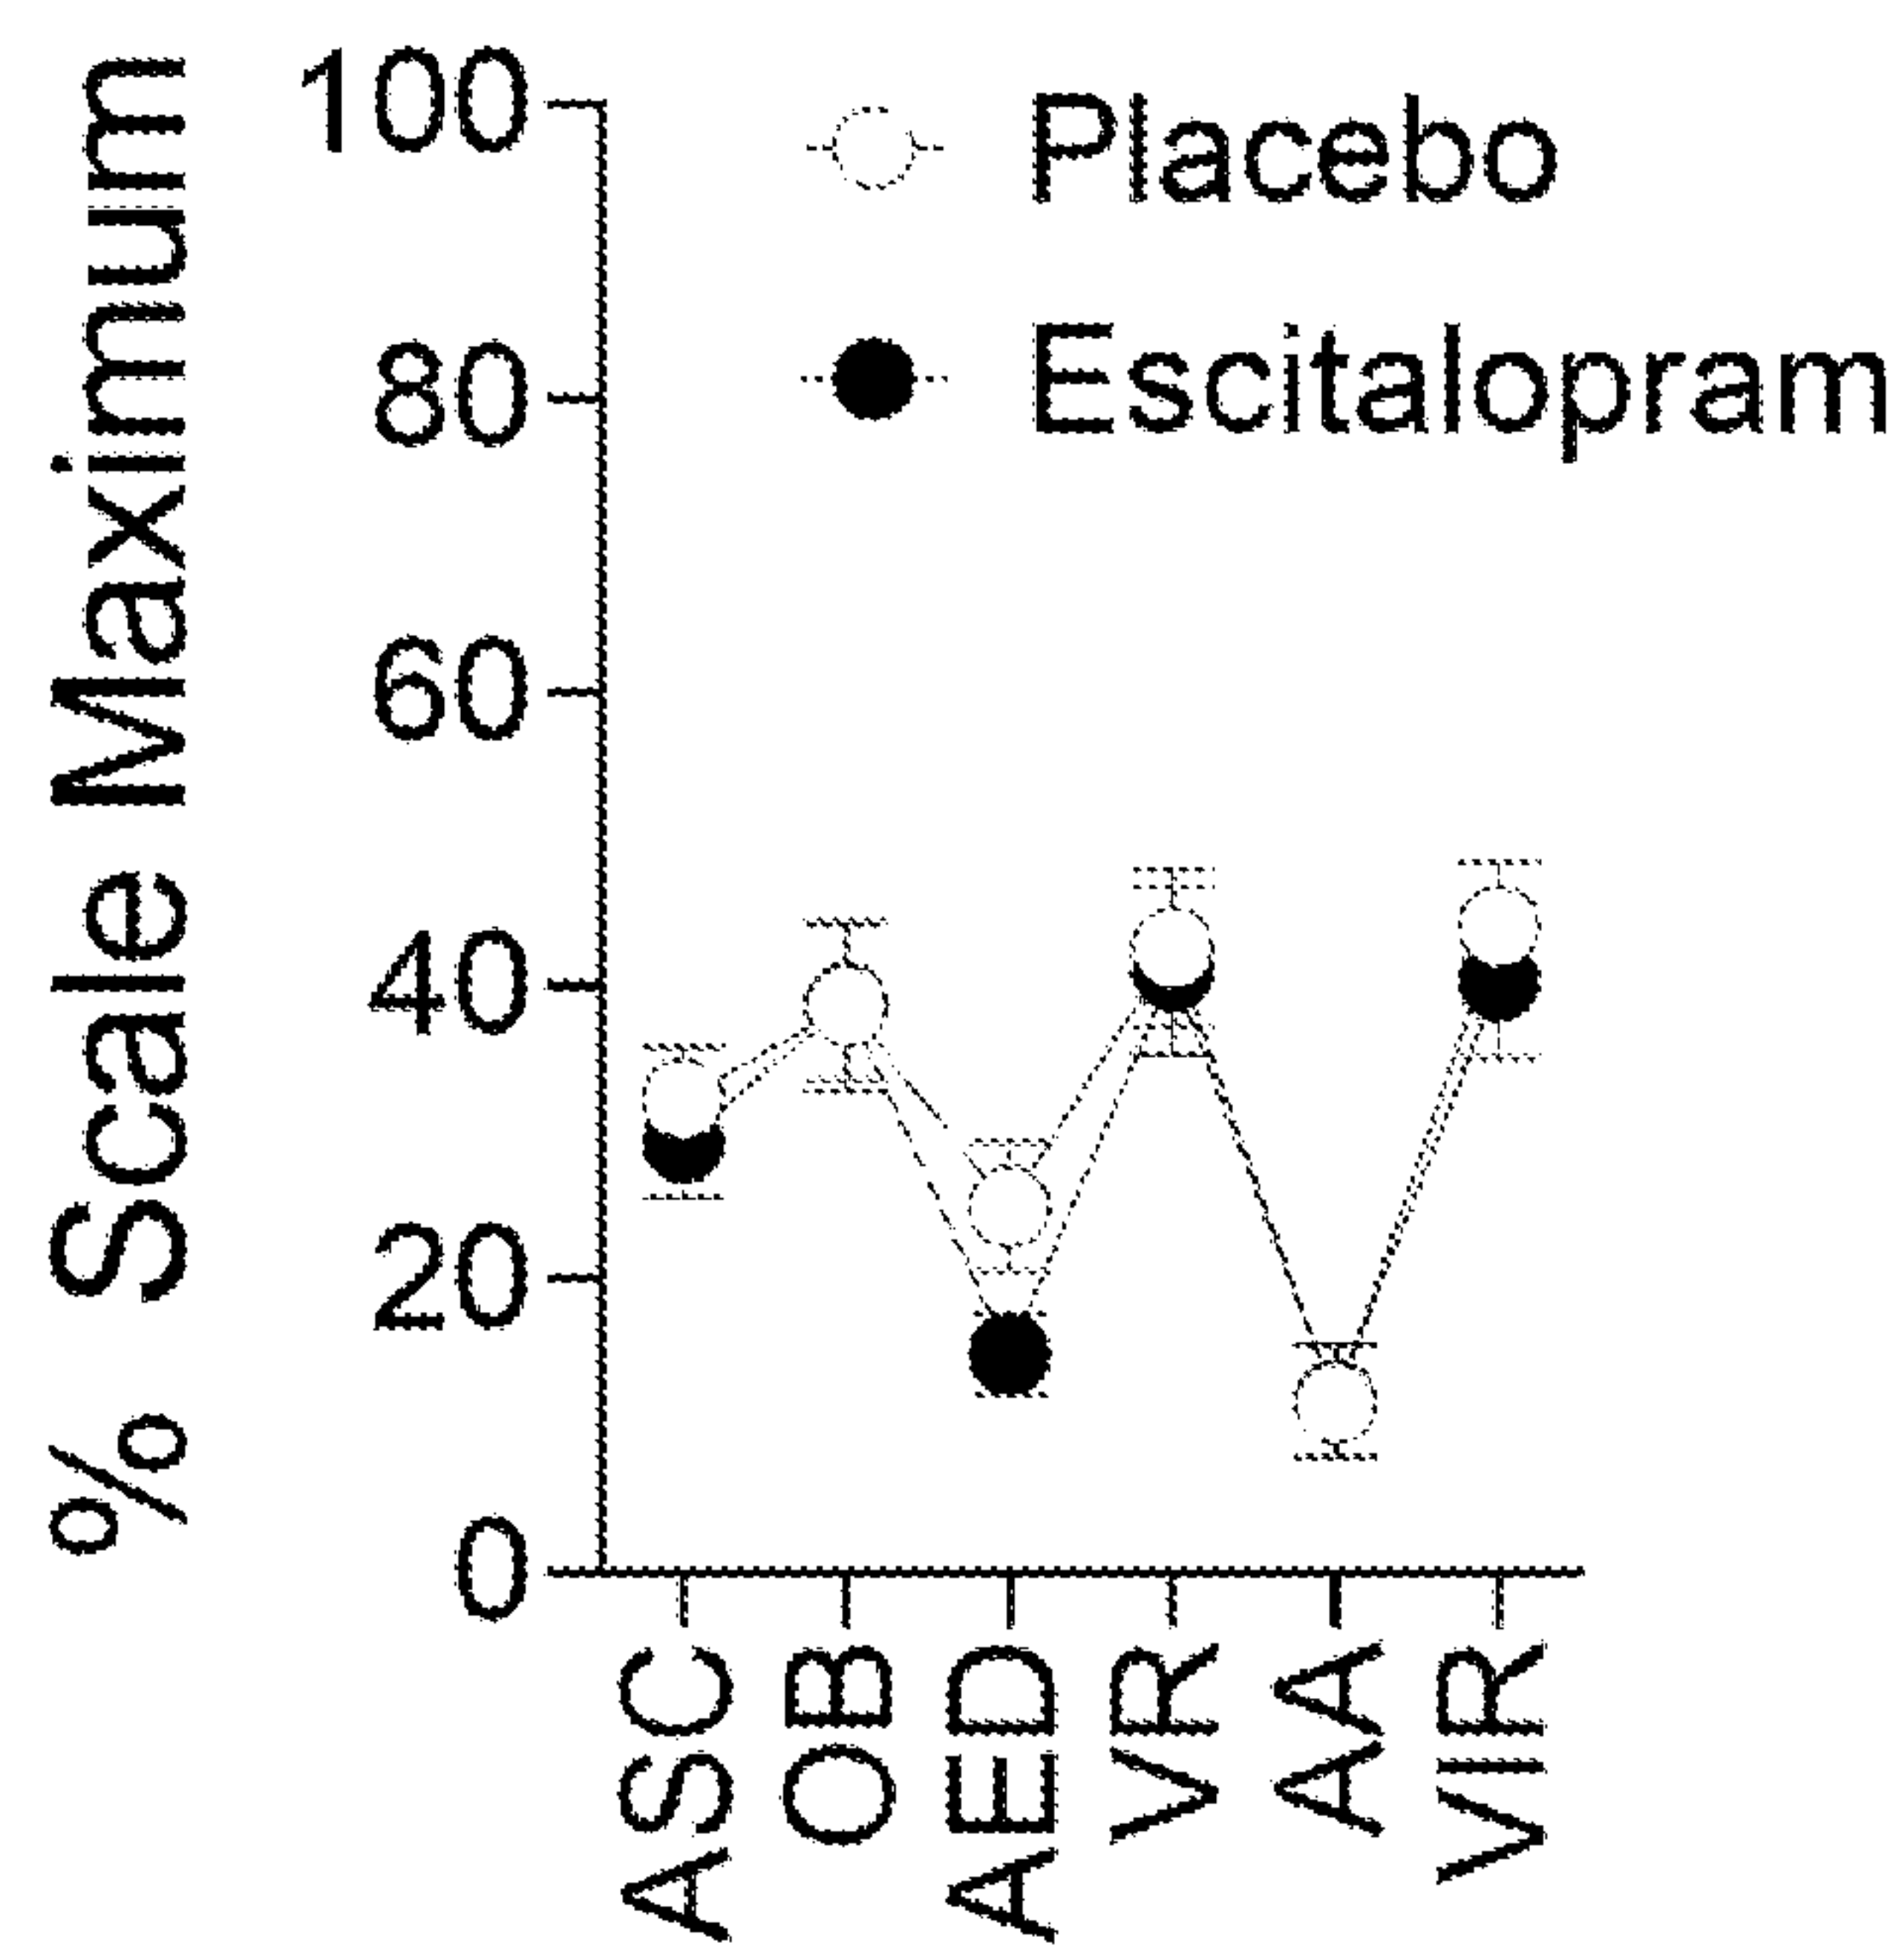 % Scale Maximum
100
80
60
40
20
0
Placebo
Escitalopram
ASC
OB
AED
VR
AA
VIR